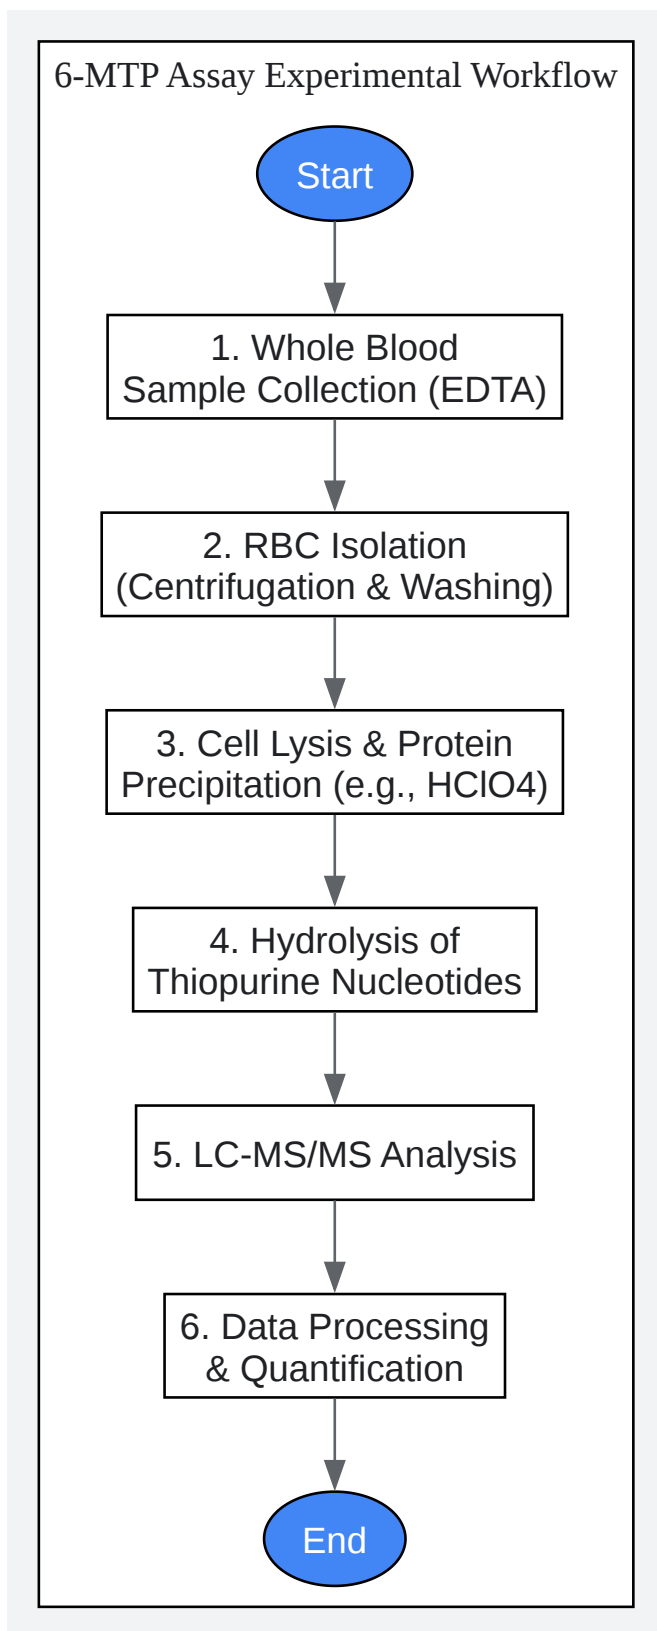 6-MTP Assay Experimental Workflow
Start
1. Whole Blood
Sample Collection (EDTA)
2. RBC Isolation
(Centrifugation & Washing)
3. Cell Lysis & Protein
Precipitation (e.g., HClO4)
4. Hydrolysis of
Thiopurine Nucleotides
5. LC-MS/MS Analysis
6. Data Processing
& Quantification
End